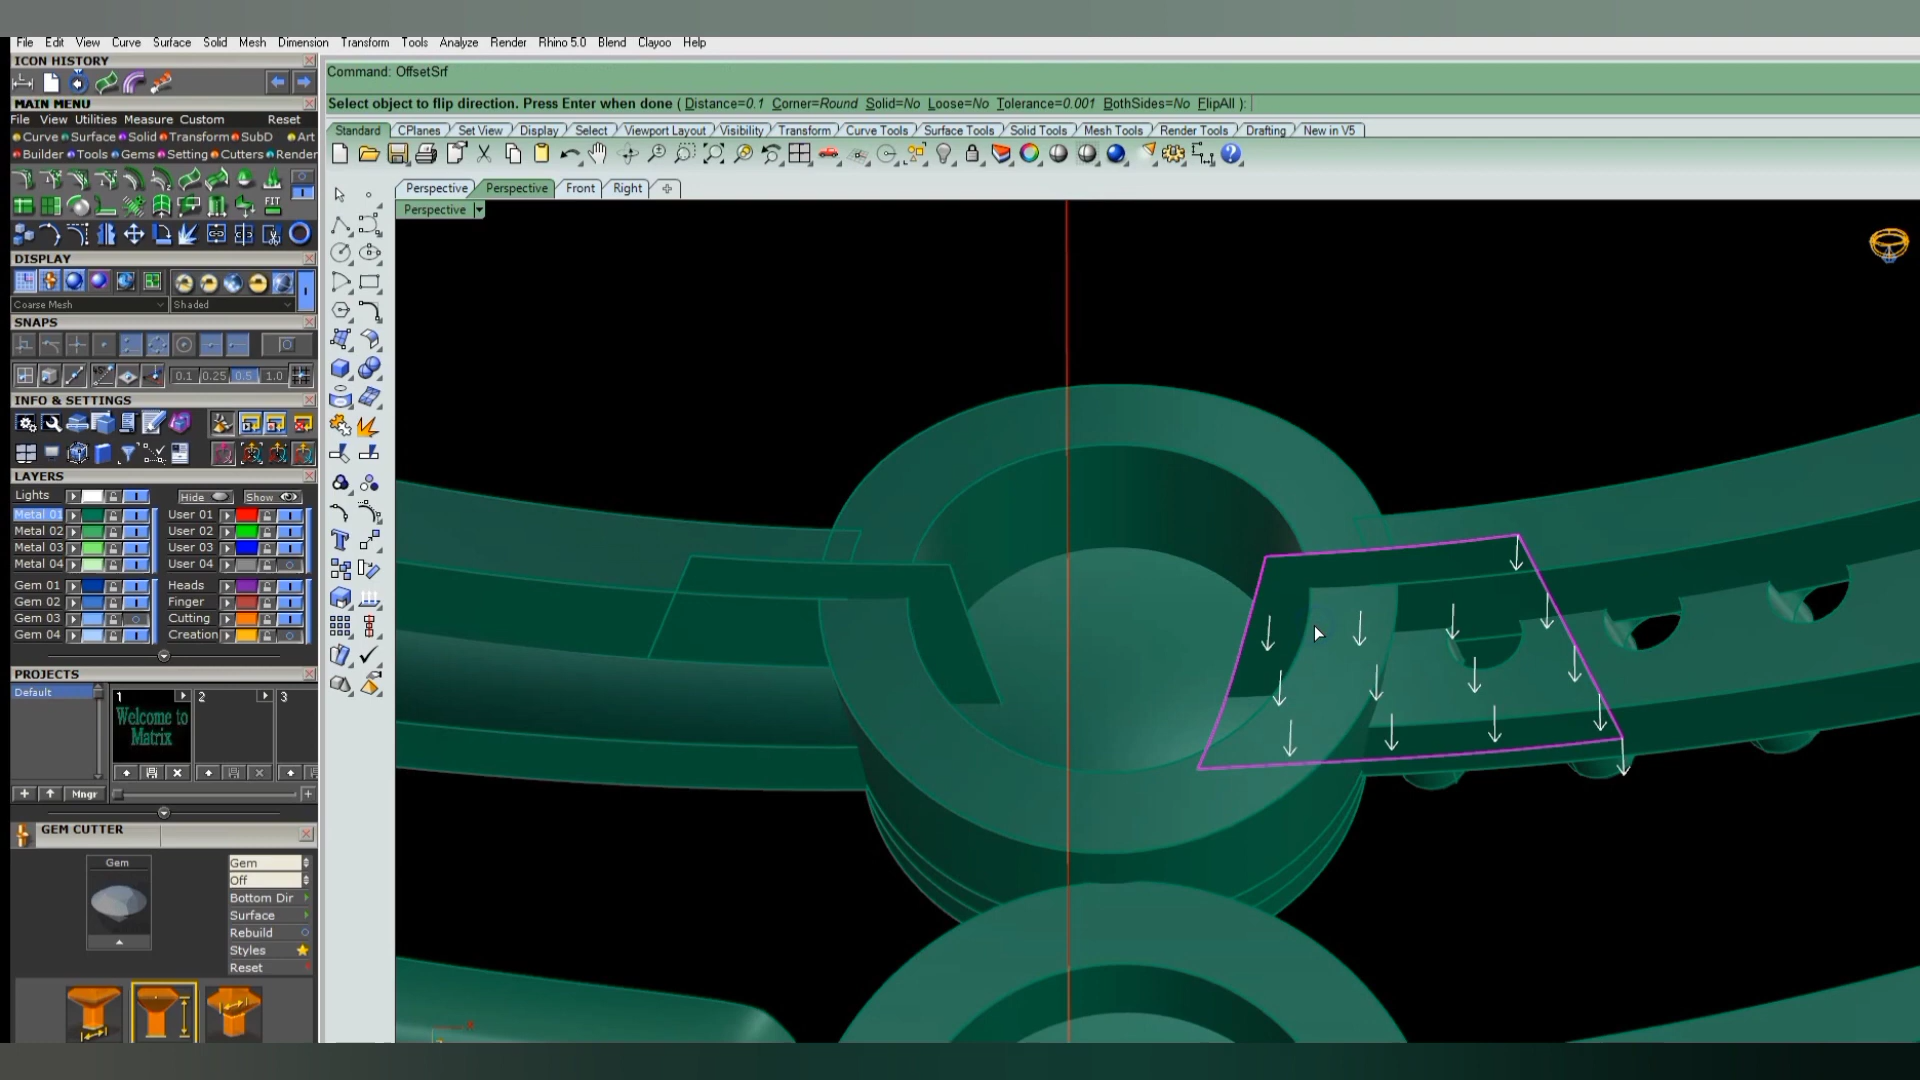 File Edit View Curve Surface Solid Mesh Dimension Transform Tools Analyze Render Rhino 5.0 Blend Clayoo Help
ICON HISTORY
Command: OffsetSrf
MAIN MENU
Select object to flip direction. Press Enter when done ( Distance=0.1 Corner=Round Solid=No Loose=No Tolerance=0.001 BothSides=No FlipAll ):
File View Utilities Measure Custom Reset
Curve Surface Solid Transform SubD Art
Builder Tools Gems Setting Cutters Render
Standard CPlanes Set View Display Select Viewport Layout Visibility Transform Curve Tools Surface Tools Solid Tools Mesh Tools Render Tools Drafting New in V5
FIT
Perspective Perspective Front Right
Perspective
DISPLAY
Coarse Mesh Shaded
SNAPS
0.1 0.25 0.5 1.0
INFO & SETTINGS
LAYERS
Lights Hide Show
Metal 01 User 01
Metal 02 User 02
Metal 03 User 03
Metal 04 User 04
Gem 01 Heads
Gem 02 Finger
Gem 03 Cutting
Gem 04 Creation
PROJECTS
Default 1 2 3
Welcome to
Matrix
Mngr
GEM CUTTER
Gem Gem
Off
Bottom Dir
Surface
Rebuild
Styles
Reset